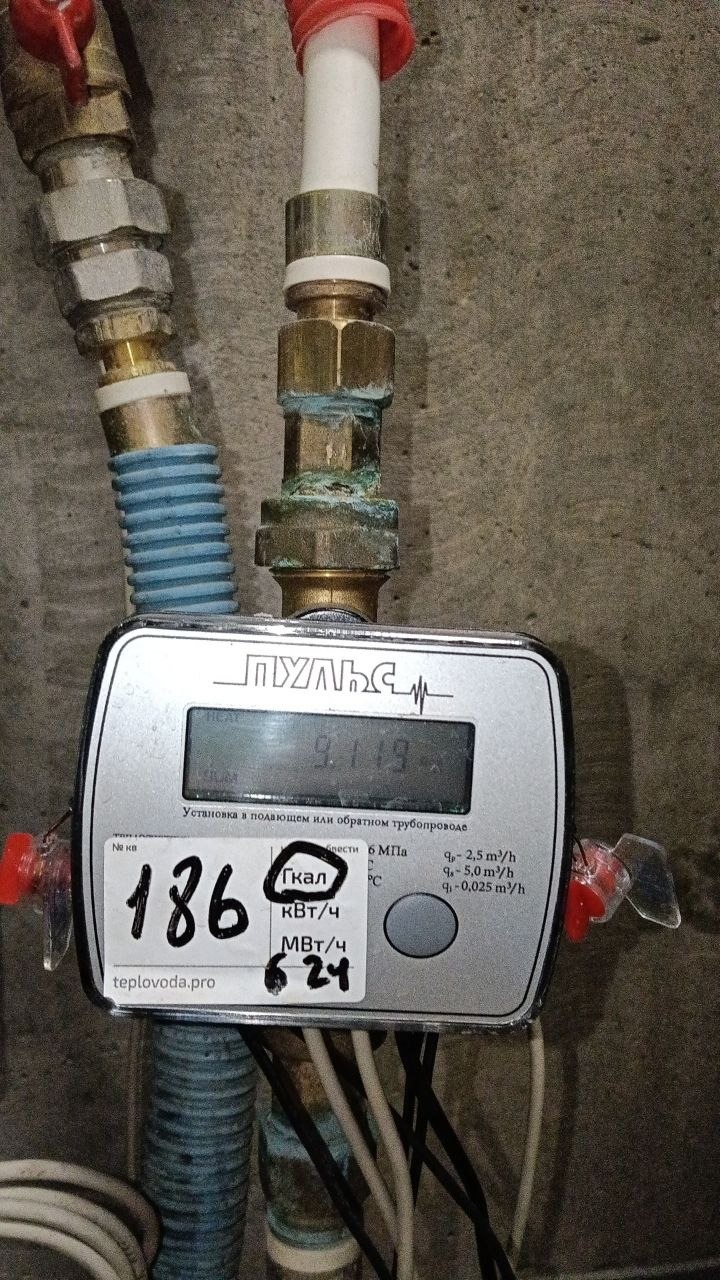 ПУЛЬС
HEAT
9.119
SUM
Установка в подающем или обратном трубопроводе
№ кв
186
Гкал
кВт/ч
МВт/ч
6 24
teplovoda.pro
6 МПа
°C
qₚ - 2,5 m³/h
qₛ - 5,0 m³/h
qᵢ - 0,025 m³/h